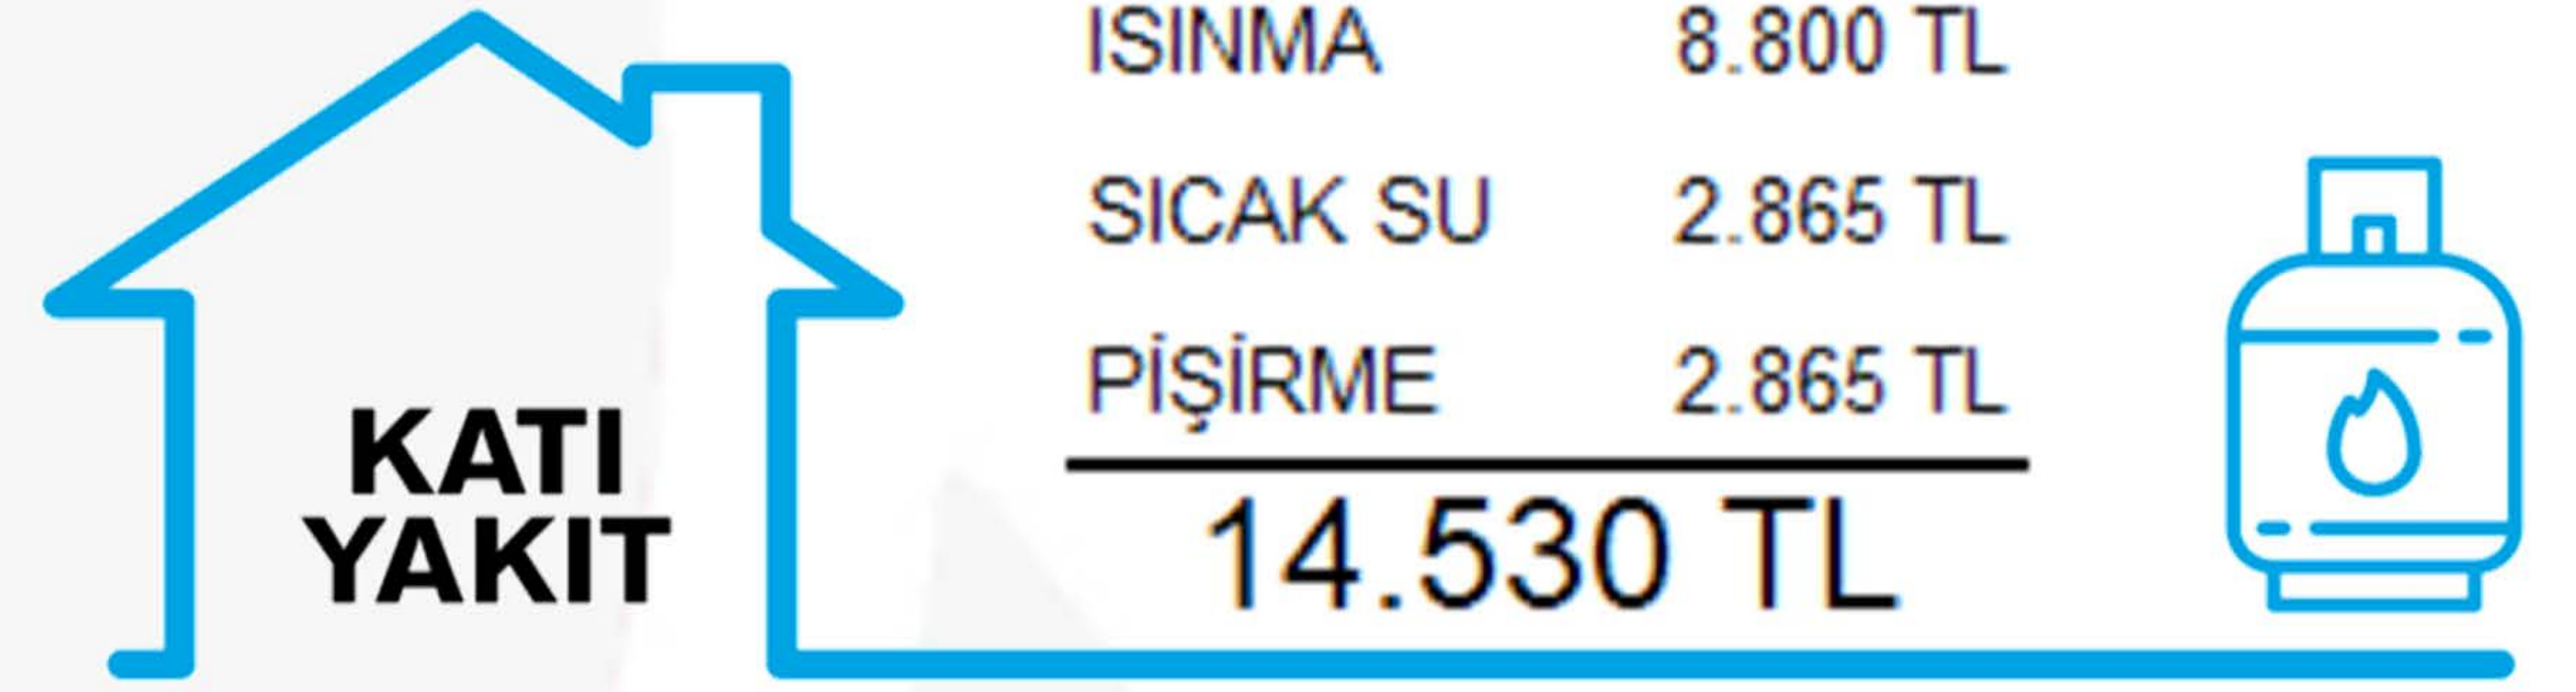 ISINMA 8.800 TL
SICAK SU 2.865 TL
PİŞİRME 2.865 TL
14.530 TL
KATI
YAKIT